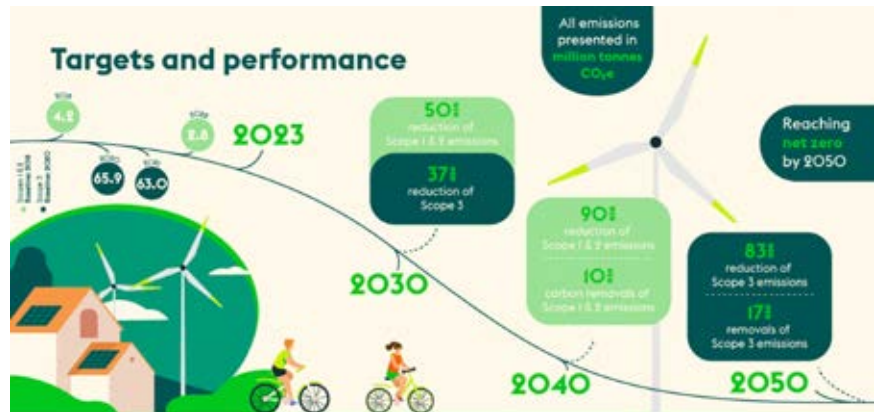 Targets and performance
All emissions
presented in
million tonnes
CO₂e
Reaching
net zero
by 2050
4.2
2.8
65.9
63.0
Scope 3
2023
50%
reduction of
Scope 1 & 2 emissions
37%
reduction of
Scope 3
2030
90%
reduction of
Scope 1 & 2 emissions
10%
carbon removals of
Scope 1 & 2 emissions
2040
83%
reduction of
Scope 3 emissions
17%
removals of
Scope 3 emissions
2050